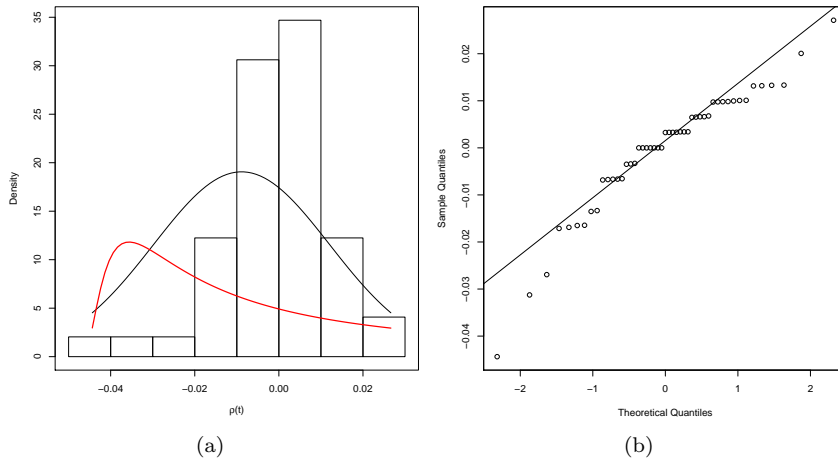 35
30
25
20
15
10
5
0
Density
−0.04 −0.02 0.00 0.02
ρ(t)
(a)
0.02
0.01
0.00
−0.01
−0.02
−0.03
−0.04
Sample Quantiles
−2 −1 0 1 2
Theoretical Quantiles
(b)